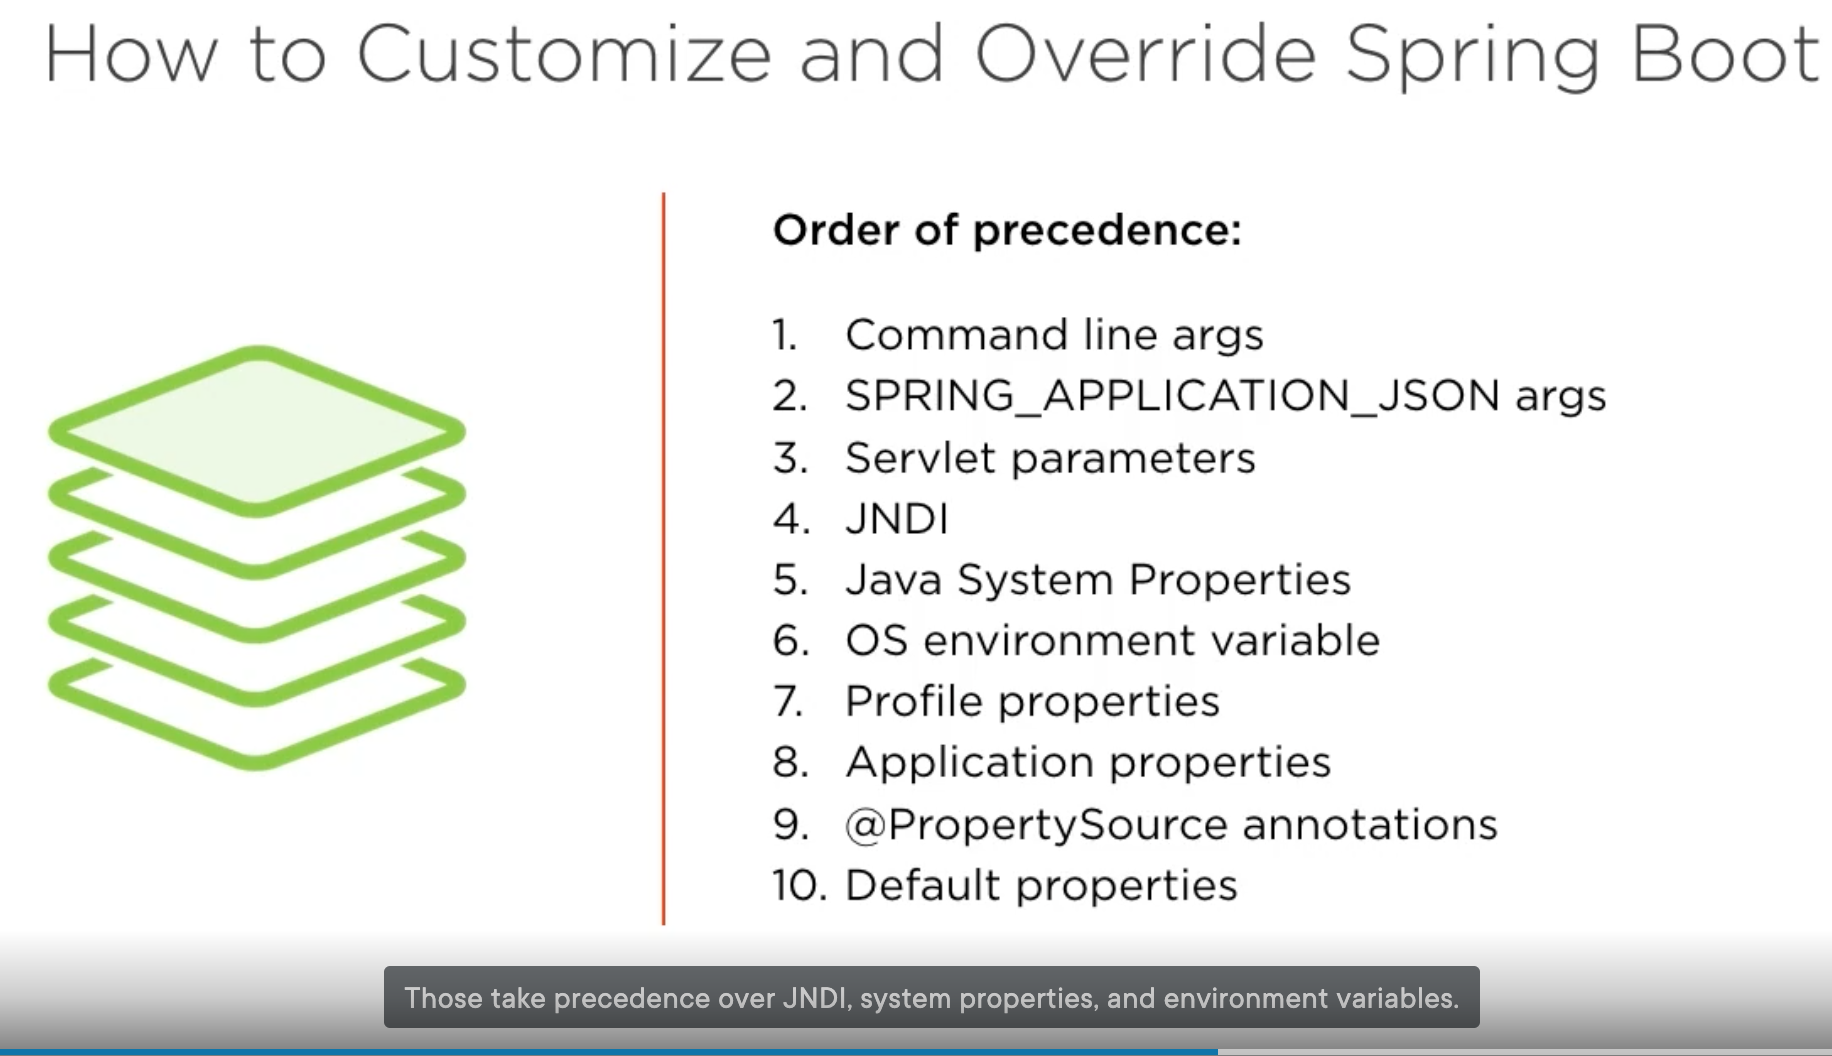 How to Customize and Override Spring Boot
Order of precedence:
1. Command line args
2. SPRING_APPLICATION_JSON args
3. Servlet parameters
4. JNDI
5. Java System Properties
6. OS environment variable
7. Profile properties
8. Application properties
9. @PropertySource annotations
10. Default properties
Those take precedence over JNDI, system properties, and environment variables.